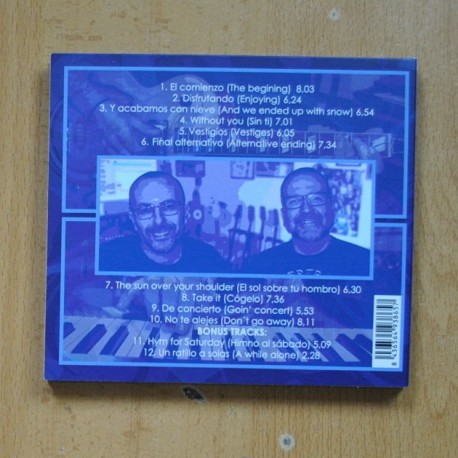 1. El comienzo (The begining) 8,03
2. Disfrutando (Enjoying) 6,24
3. Y acabamos con nieve (And we ended up with snow) 6,54
4. Without you (Sin ti) 7,01
5. Vestigios (Vestiges) 6,05
6. Final alternativo (Alternative ending) 7,34
7. The sun over your shoulder (El sol sobre tu hombro) 6,30
8. Take it (Cógelo) 7,36
9. De concierto (Goin' concert) 5,53
10. No te alejes (Don't go away) 8,11
BONUS TRACKS:
11. Hym for Saturday (Himno al sábado) 5,09
12. Un ratillo a solas (A while alone) 2,28